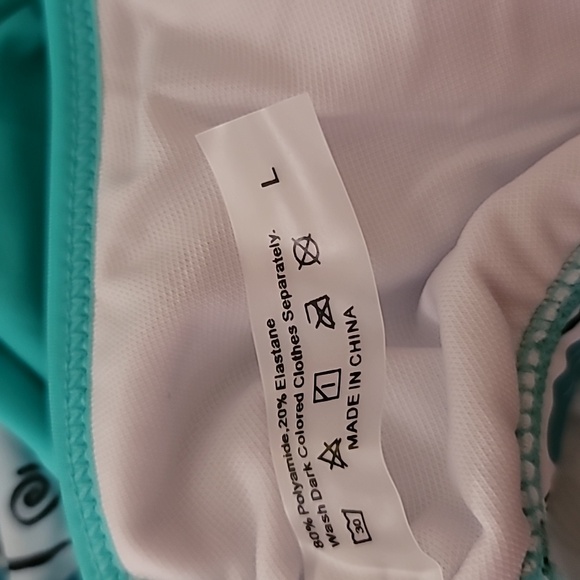 L
80% Polyamide,20% Elastane
Wash Dark Colored Clothes Separately.
30
MADE IN CHINA